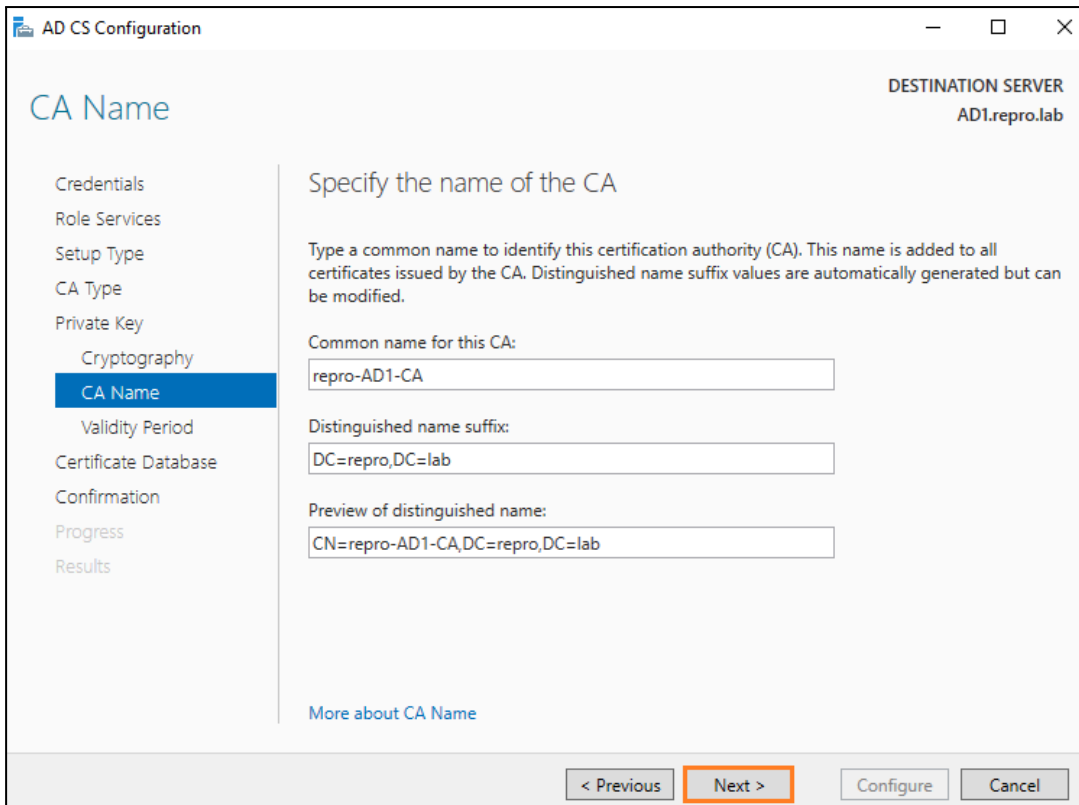 AD CS Configuration
CA Name
DESTINATION SERVER
AD1.repro.lab
Credentials
Role Services
Setup Type
CA Type
Private Key
Cryptography
CA Name
Validity Period
Certificate Database
Confirmation
Progress
Results
Specify the name of the CA
Type a common name to identify this certification authority (CA). This name is added to all
certificates issued by the CA. Distinguished name suffix values are automatically generated but can
be modified.
Common name for this CA:
repro-AD1-CA
Distinguished name suffix:
DC=repro,DC=lab
Preview of distinguished name:
CN=repro-AD1-CA,DC=repro,DC=lab
More about CA Name
< Previous
Next >
Configure
Cancel